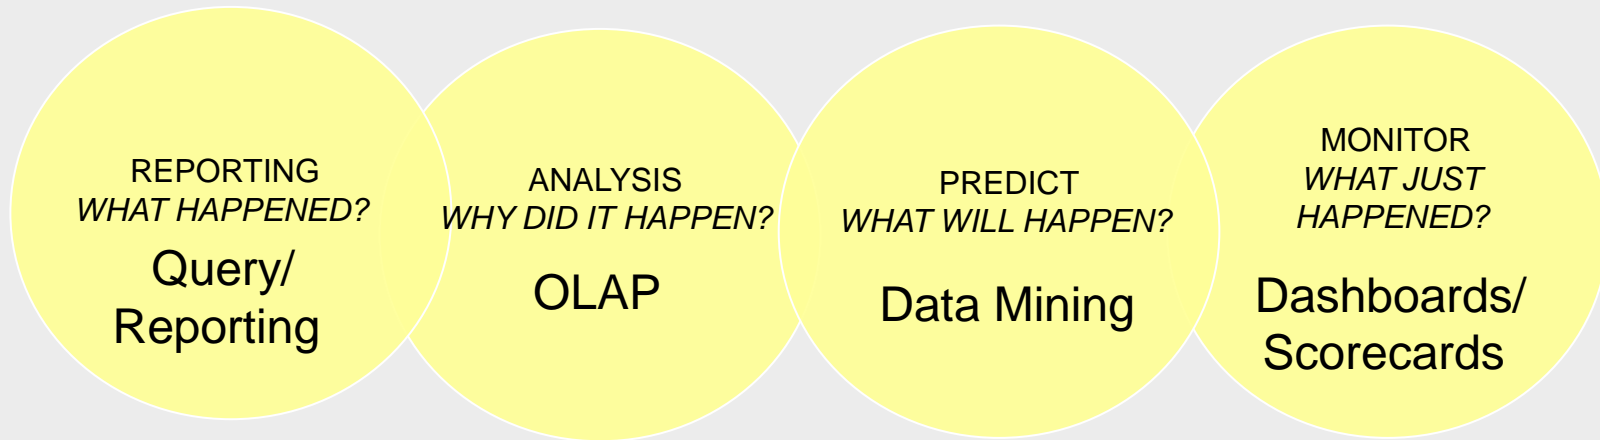 REPORTING
WHAT HAPPENED?
Query/
Reporting
ANALYSIS
WHY DID IT HAPPEN?
OLAP
PREDICT
WHAT WILL HAPPEN?
Data Mining
MONITOR
WHAT JUST
HAPPENED?
Dashboards/
Scorecards